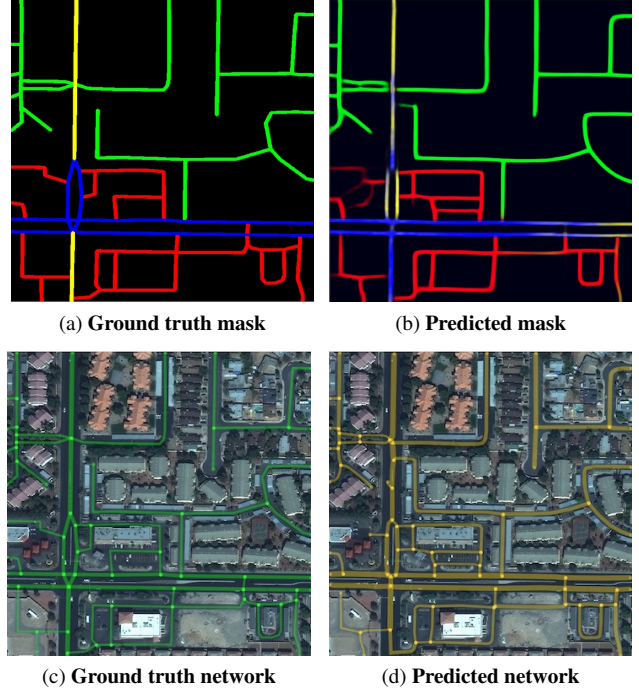 (a) Ground truth mask
(b) Predicted mask
(c) Ground truth network
(d) Predicted network